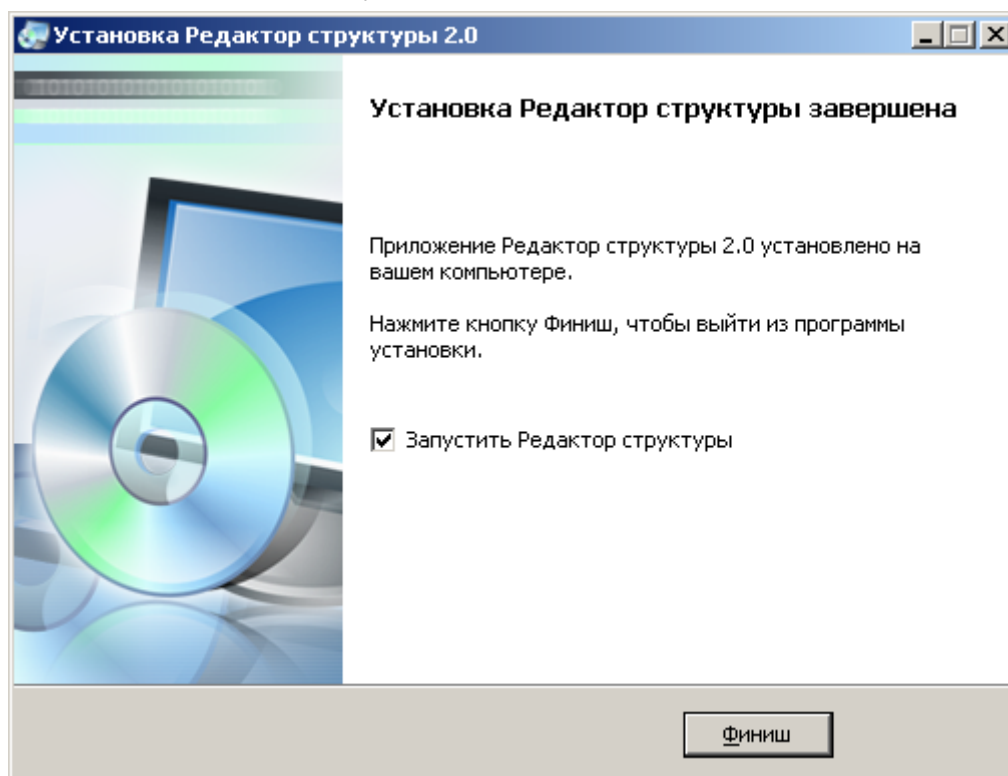 Установка Редактор структуры 2.0
Установка Редактор структуры завершена
Приложение Редактор структуры 2.0 установлено на
вашем компьютере.
Нажмите кнопку Финиш, чтобы выйти из программы
установки.
Запустить Редактор структуры
Финиш